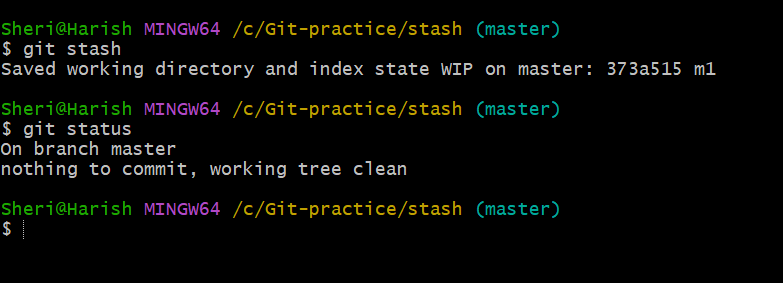 Sheri@Harish MINGW64 /c/Git-practice/stash (master)
$ git stash
Saved working directory and index state WIP on master: 373a515 m1
Sheri@Harish MINGW64 /c/Git-practice/stash (master)
$ git status
On branch master
nothing to commit, working tree clean
Sheri@Harish MINGW64 /c/Git-practice/stash (master)
$